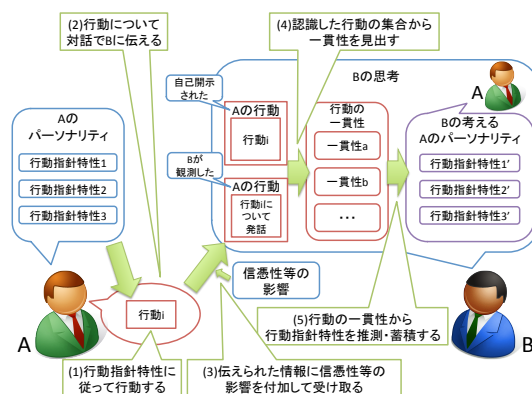 (2)行動について
対話でBに伝える
(4)認識した行動の集合から
一貫性を見出す
Bの思考
A
自己開示
された
Aの行動
行動i
行動の
一貫性
一貫性a
一貫性b
・・・
Bの考える
Aのパーソナリティ
行動指針特性1’
行動指針特性2’
行動指針特性3’
Aの
パーソナリティ
行動指針特性1
行動指針特性2
行動指針特性3
Bが
観測した
Aの行動
行動iに
ついて
発話
信憑性等の
影響
A
行動i
(5)行動の一貫性から
行動指針特性を推測・蓄積する
B
(1)行動指針特性に
従って行動する
(3)伝えられた情報に信憑性等の
影響を付加して受け取る